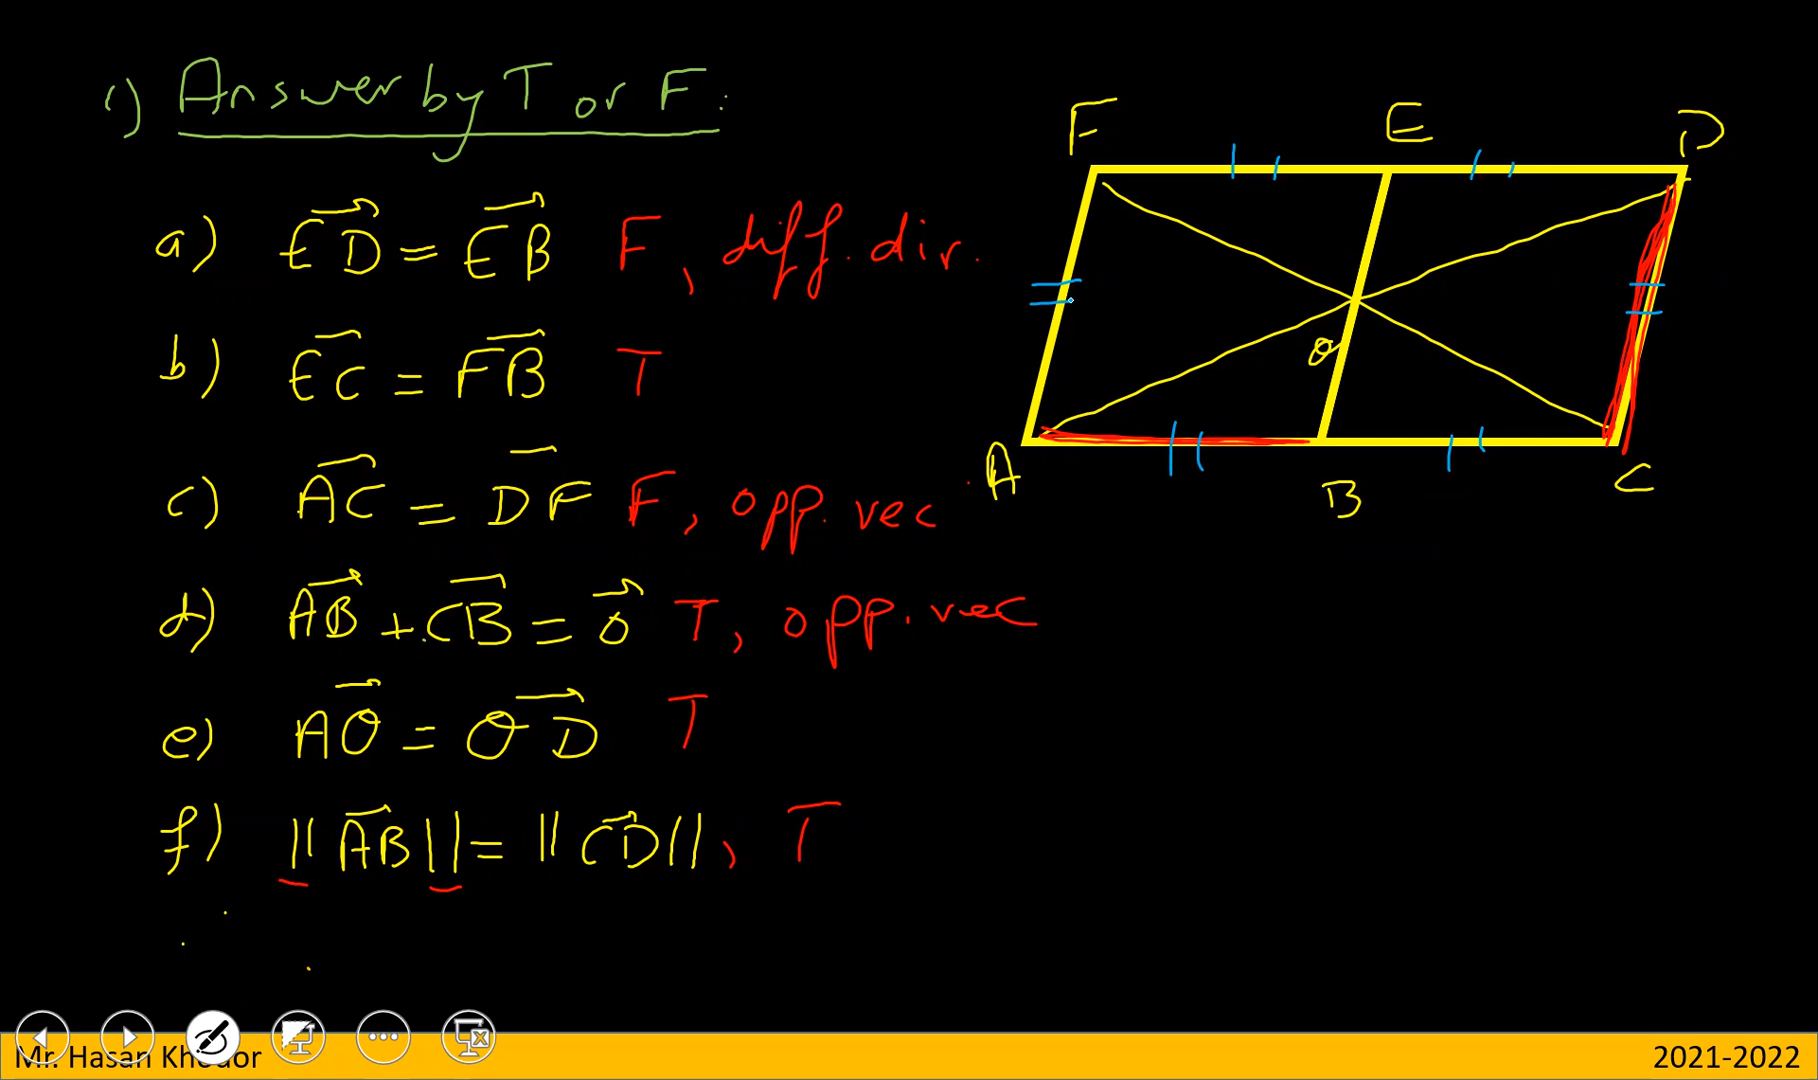 1) Answer by T or F:
a) ED = EB F, diff. dir.
b) EC = FB T
c) AC = DF F, opp. vec
d) AB + CB = 0 T, opp. vec
e) AO = OD T
f) ||AB|| = ||CD||, T
F E D
O
A B C
Mr. Hasan Kh 2021-2022